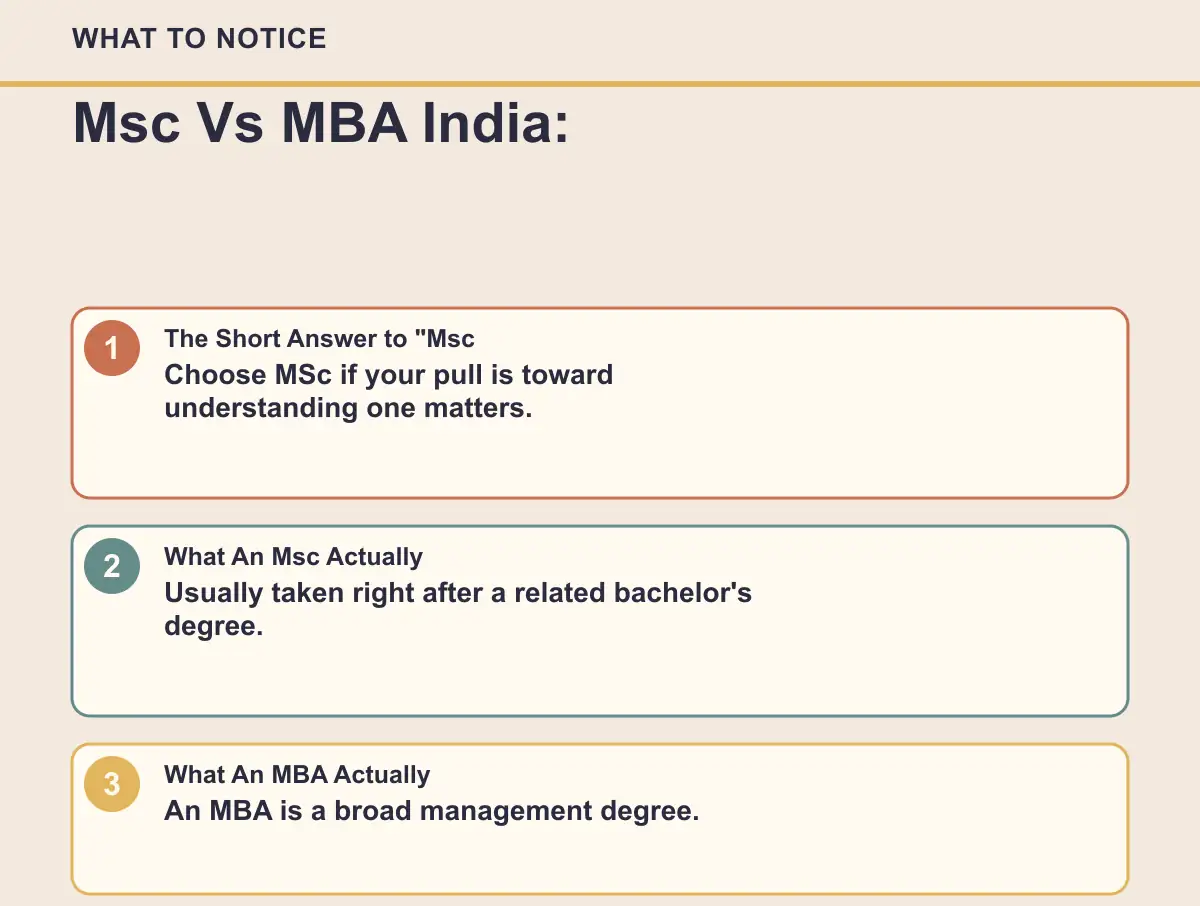 WHAT TO NOTICE
Msc Vs MBA India:
1
The Short Answer to "Msc
Choose MSc if your pull is toward
understanding one matters.
2
What An Msc Actually
Usually taken right after a related bachelor's
degree.
3
What An MBA Actually
An MBA is a broad management degree.